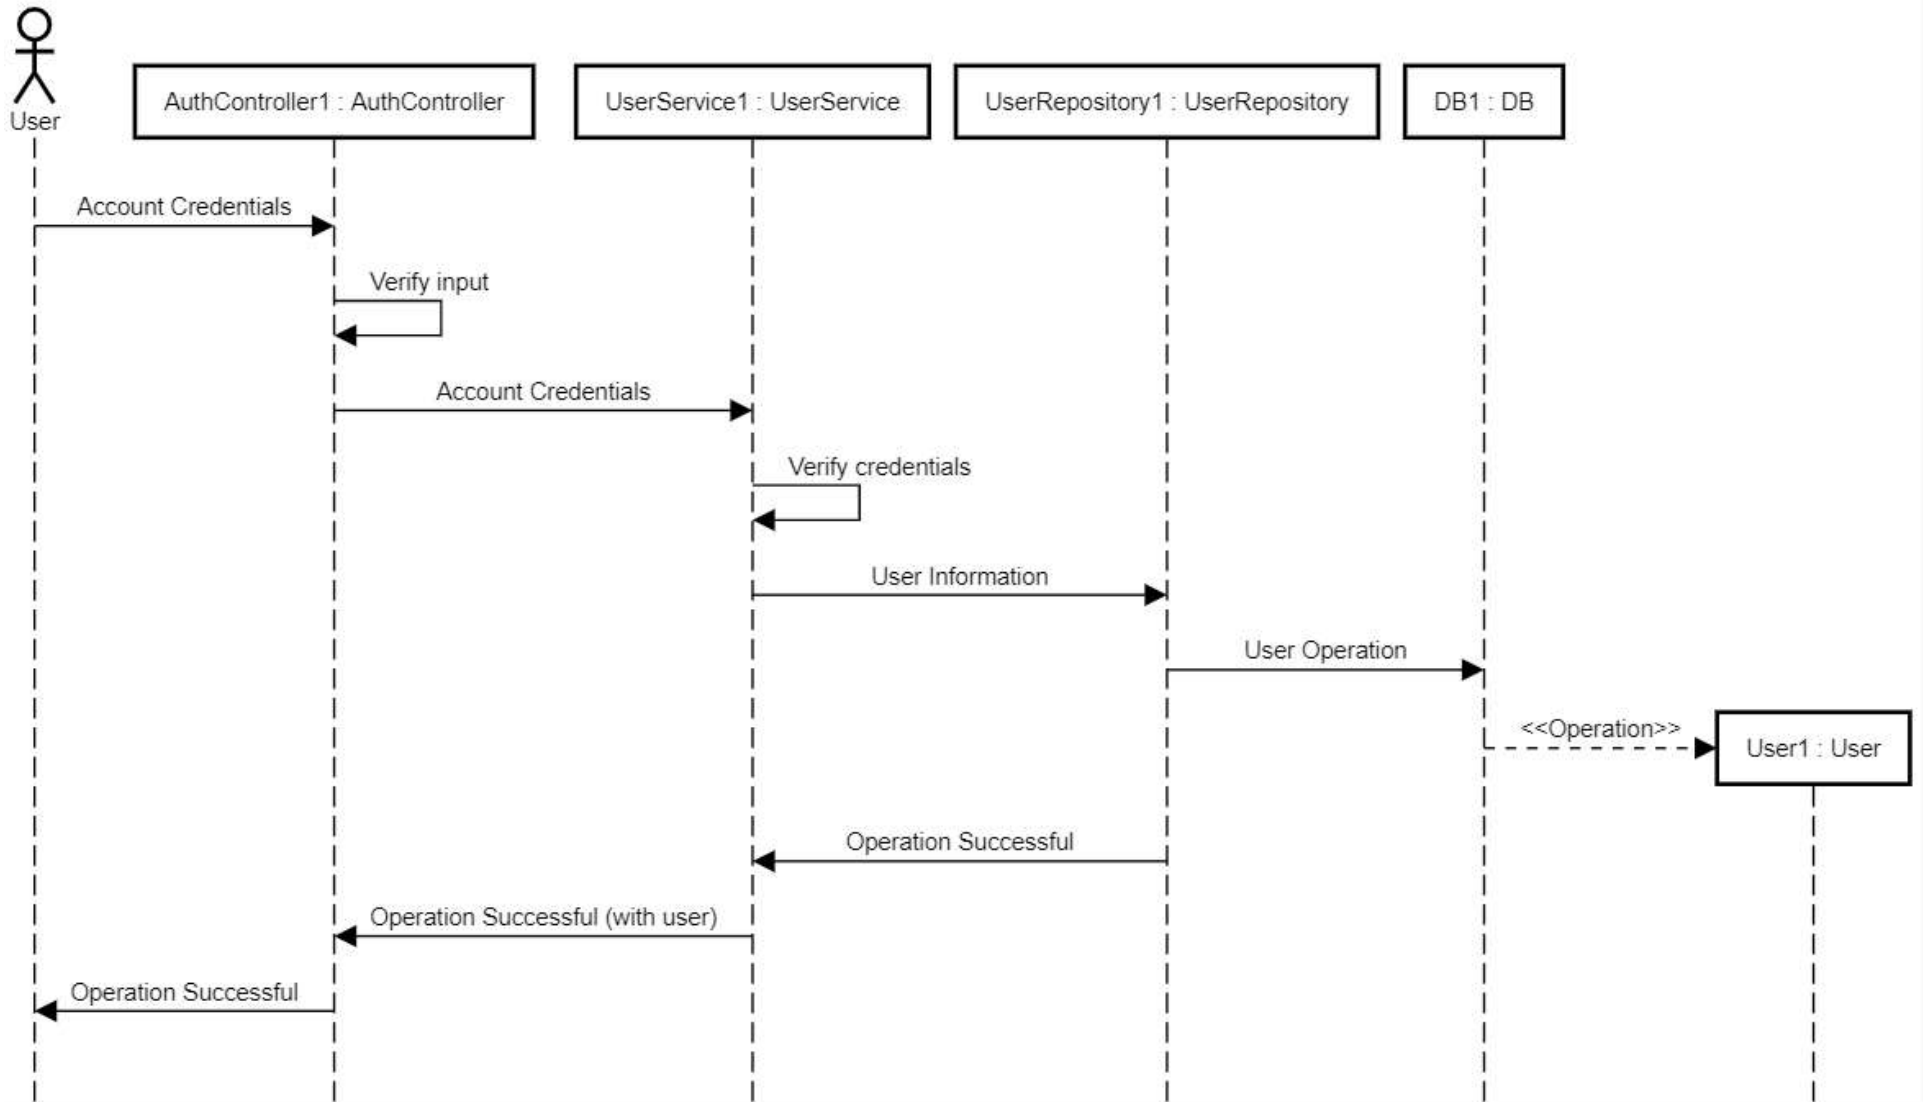 User
AuthController1 : AuthController
UserService1 : UserService
UserRepository1 : UserRepository
DB1 : DB
Account Credentials
Verify input
Account Credentials
Verify credentials
User Information
User Operation
<<Operation>>
User1 : User
Operation Successful
Operation Successful (with user)
Operation Successful